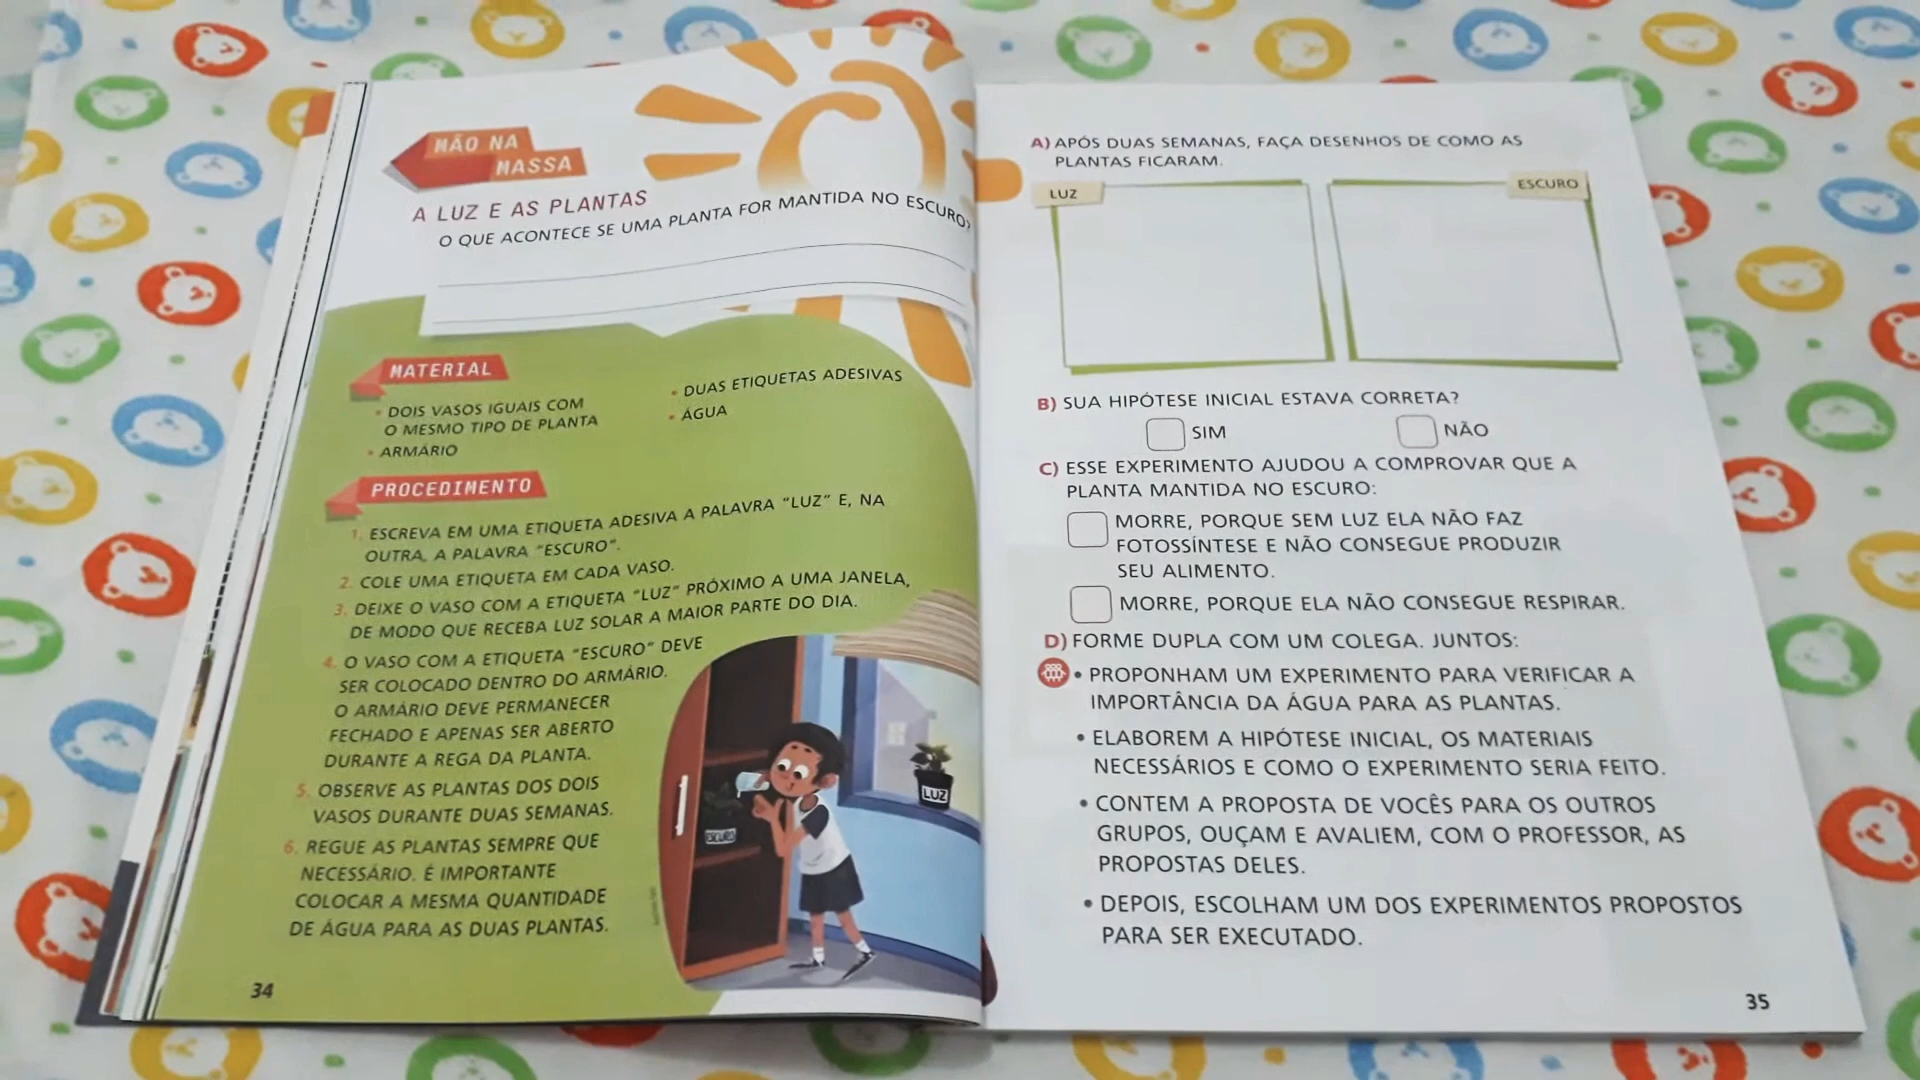 MÃO NA
MASSA
A LUZ E AS PLANTAS
O QUE ACONTECE SE UMA PLANTA FOR MANTIDA NO ESCURO?
MATERIAL
• DOIS VASOS IGUAIS COM
O MESMO TIPO DE PLANTA
• ARMÁRIO
• DUAS ETIQUETAS ADESIVAS
• ÁGUA
PROCEDIMENTO
1. ESCREVA EM UMA ETIQUETA ADESIVA A PALAVRA "LUZ" E, NA
OUTRA, A PALAVRA "ESCURO".
2. COLE UMA ETIQUETA EM CADA VASO.
3. DEIXE O VASO COM A ETIQUETA "LUZ" PRÓXIMO A UMA JANELA,
DE MODO QUE RECEBA LUZ SOLAR A MAIOR PARTE DO DIA.
4. O VASO COM A ETIQUETA "ESCURO" DEVE
SER COLOCADO DENTRO DO ARMÁRIO.
O ARMÁRIO DEVE PERMANECER
FECHADO E APENAS SER ABERTO
DURANTE A REGA DA PLANTA.
5. OBSERVE AS PLANTAS DOS DOIS
VASOS DURANTE DUAS SEMANAS.
6. REGUE AS PLANTAS SEMPRE QUE
NECESSÁRIO. É IMPORTANTE
COLOCAR A MESMA QUANTIDADE
DE ÁGUA PARA AS DUAS PLANTAS.
ESCURO
LUZ
34
A) APÓS DUAS SEMANAS, FAÇA DESENHOS DE COMO AS
PLANTAS FICARAM.
LUZ
ESCURO
B) SUA HIPÓTESE INICIAL ESTAVA CORRETA?
SIM
NÃO
C) ESSE EXPERIMENTO AJUDOU A COMPROVAR QUE A
PLANTA MANTIDA NO ESCURO:
MORRE, PORQUE SEM LUZ ELA NÃO FAZ
FOTOSSÍNTESE E NÃO CONSEGUE PRODUZIR
SEU ALIMENTO.
MORRE, PORQUE ELA NÃO CONSEGUE RESPIRAR.
D) FORME DUPLA COM UM COLEGA. JUNTOS:
• PROPONHAM UM EXPERIMENTO PARA VERIFICAR A
IMPORTÂNCIA DA ÁGUA PARA AS PLANTAS.
• ELABOREM A HIPÓTESE INICIAL, OS MATERIAIS
NECESSÁRIOS E COMO O EXPERIMENTO SERIA FEITO.
• CONTEM A PROPOSTA DE VOCÊS PARA OS OUTROS
GRUPOS, OUÇAM E AVALIEM, COM O PROFESSOR, AS
PROPOSTAS DELES.
• DEPOIS, ESCOLHAM UM DOS EXPERIMENTOS PROPOSTOS
PARA SER EXECUTADO.
35